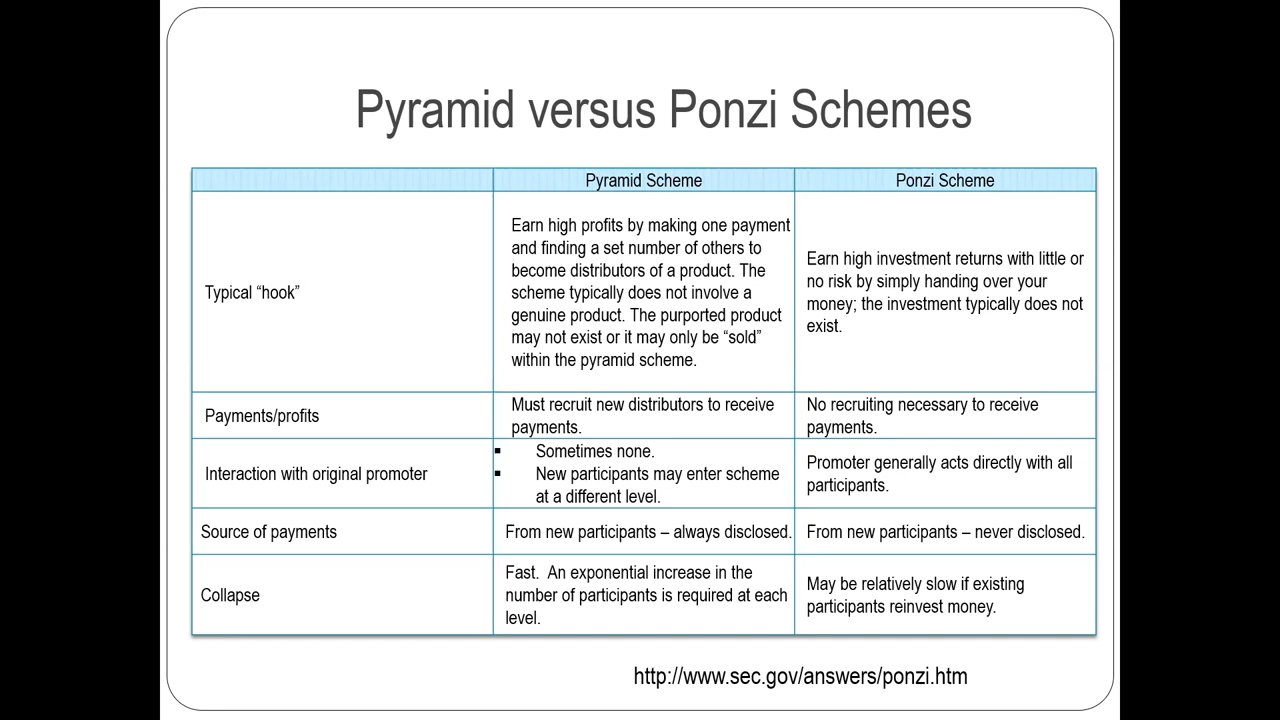 Pyramid versus Ponzi Schemes
Pyramid Scheme
Ponzi Scheme
Typical “hook”
Earn high profits by making one payment
and finding a set number of others to
become distributors of a product. The
scheme typically does not involve a
genuine product. The purported product
may not exist or it may only be “sold”
within the pyramid scheme.
Earn high investment returns with little or
no risk by simply handing over your
money; the investment typically does not
exist.
Payments/profits
Must recruit new distributors to receive
payments.
No recruiting necessary to receive
payments.
Interaction with original promoter
▪ Sometimes none.
▪ New participants may enter scheme
at a different level.
Promoter generally acts directly with all
participants.
Source of payments
From new participants – always disclosed.
From new participants – never disclosed.
Collapse
Fast. An exponential increase in the
number of participants is required at each
level.
May be relatively slow if existing
participants reinvest money.
http://www.sec.gov/answers/ponzi.htm